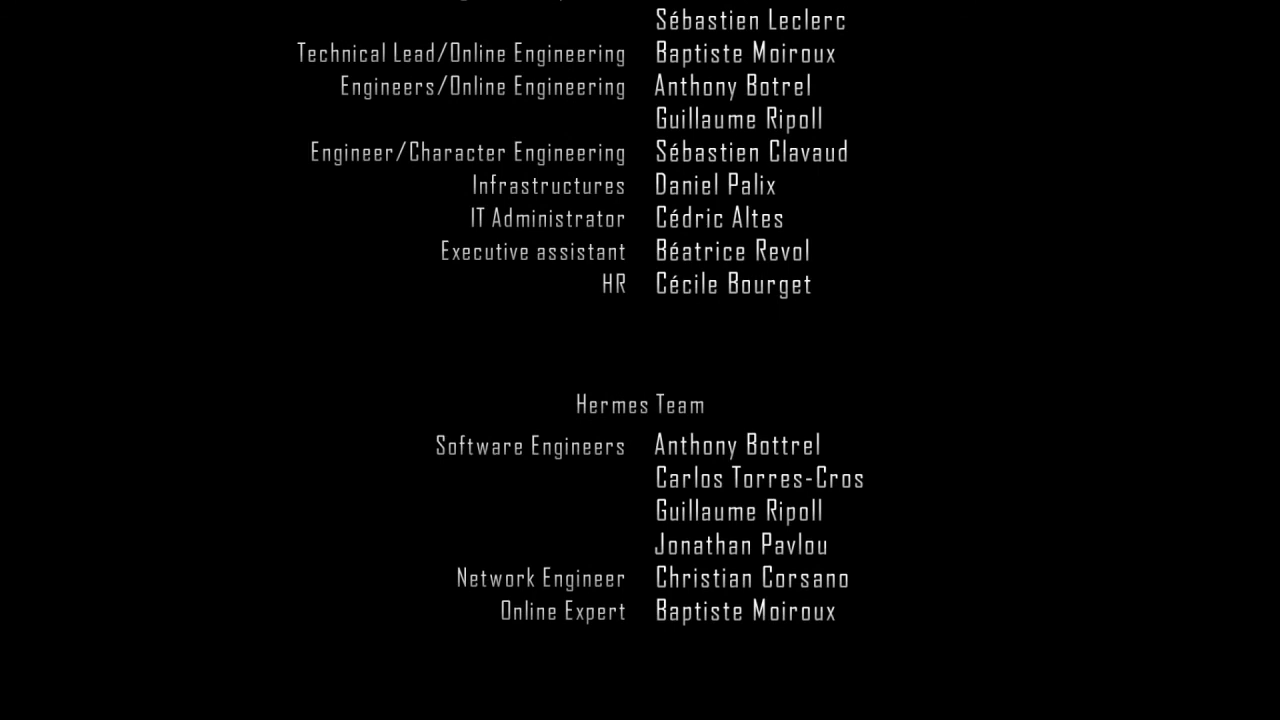 Sébastien Leclerc
Technical Lead/Online Engineering Baptiste Moiroux
Engineers/Online Engineering Anthony Botrel
Guillaume Ripoll
Engineer/Character Engineering Sébastien Clavaud
Infrastructures Daniel Palix
IT Administrator Cédric Altes
Executive assistant Béatrice Revol
HR Cécile Bourget
Hermes Team
Software Engineers Anthony Bottrel
Carlos Torres-Cros
Guillaume Ripoll
Jonathan Pavlou
Network Engineer Christian Corsano
Online Expert Baptiste Moiroux